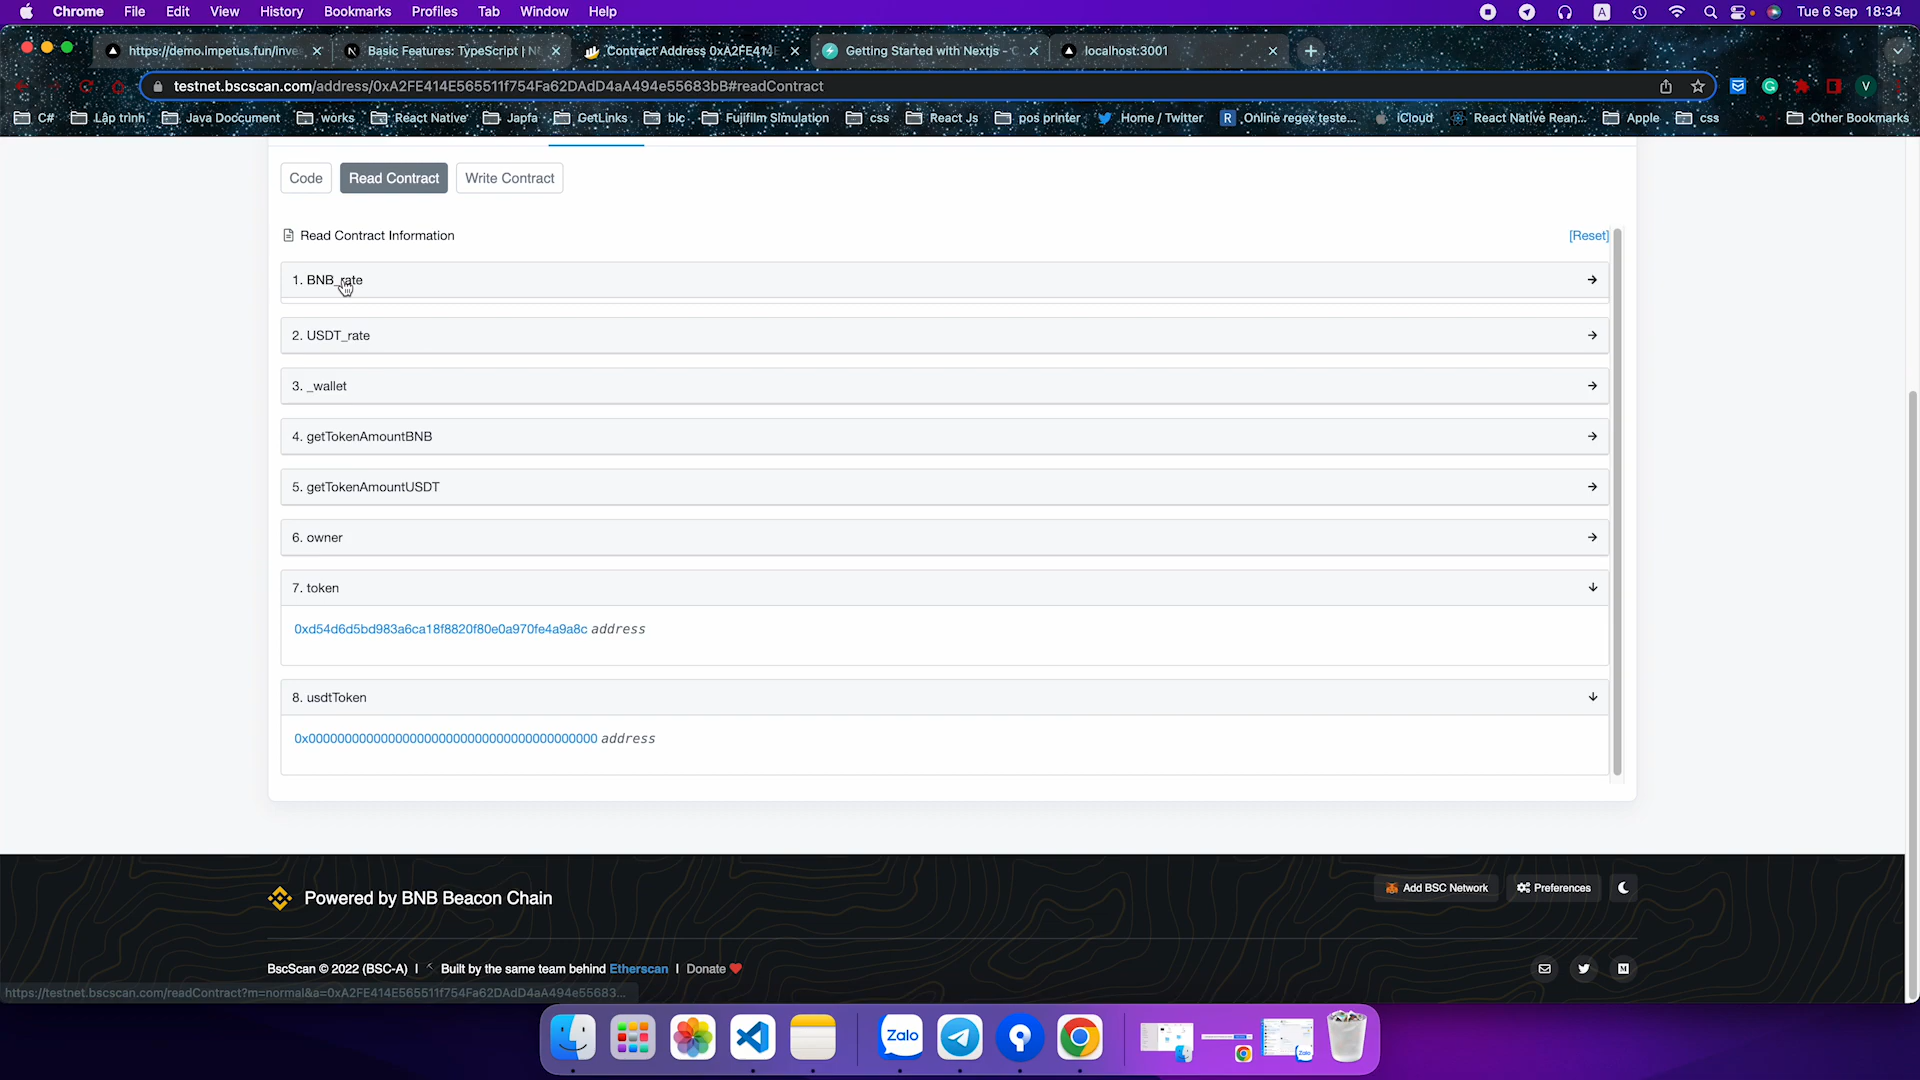 Chrome File Edit View History Bookmarks Profiles Tab Window Help A Tue 6 Sep 18:34
https://demo.impetus.fun/inves Basic Features: TypeScript | N Contract Address 0xA2FE414E Getting Started with Nextjs - C localhost:3001
testnet.bscscan.com/address/0xA2FE414E565511f754Fa62DAdD4aA494e55683bB#readContract V
C# Lập trình Java Document works React Native Japfa GetLinks blc Fujifilm Simulation css React Js pos printer Home / Twitter R Online regex teste... iCloud React Native Rean... Apple css Other Bookmarks
Code Read Contract Write Contract
Read Contract Information [Reset]
1. BNB_rate
2. USDT_rate
3. _wallet
4. getTokenAmountBNB
5. getTokenAmountUSDT
6. owner
7. token
0xd54d6d5bd983a6ca18f8820f80e0a970fe4a9a8c address
8. usdtToken
0x0000000000000000000000000000000000000000 address
Powered by BNB Beacon Chain Add BSC Network Preferences
BscScan © 2022 (BSC-A) | Built by the same team behind Etherscan | Donate
https://testnet.bscscan.com/readContract?m=normal&a=0xA2FE414E565511f754Fa62DAdD4aA494e55683...
Zalo